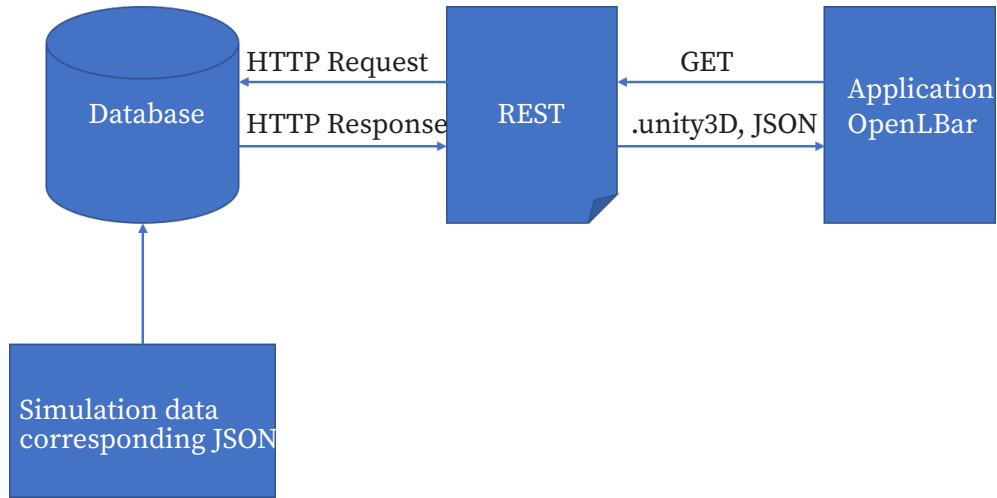 HTTP Request
Database
HTTP Response
REST
GET
.unity3D, JSON
Application
OpenLBar
Simulation data
corresponding JSON